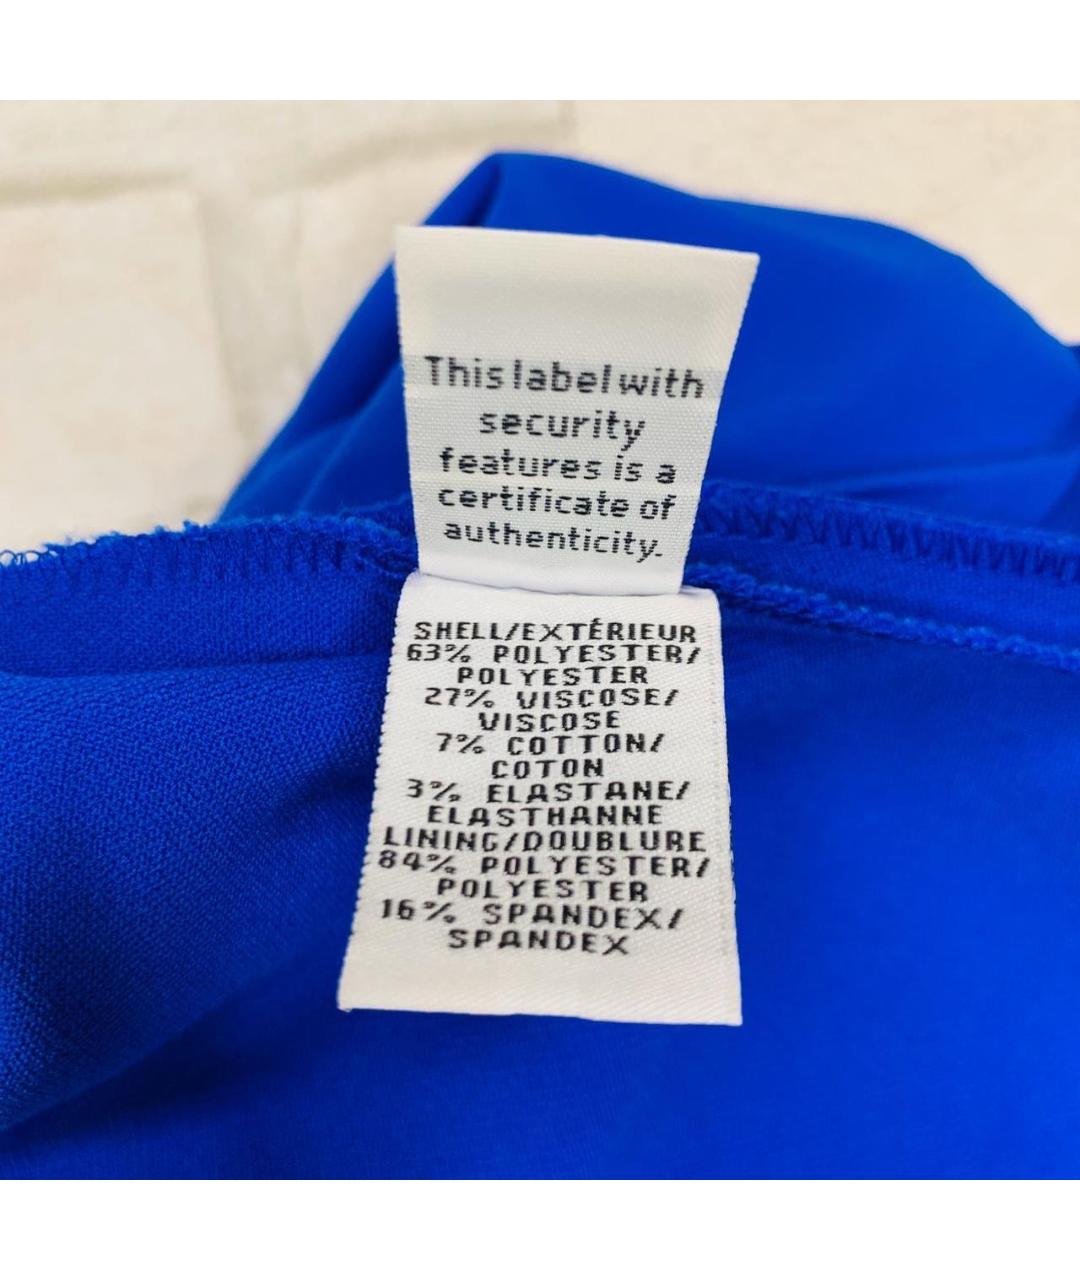 This label with
security
features is a
certificate of
authenticity.
SHELL/EXTÉRIEUR
63% POLYESTER/
POLYESTER
27% VISCOSE/
VISCOSE
7% COTTON/
COTON
3% ELASTANE/
ELASTHANNE
LINING/DOUBLURE
84% POLYESTER/
POLYESTER
16% SPANDEX/
SPANDEX